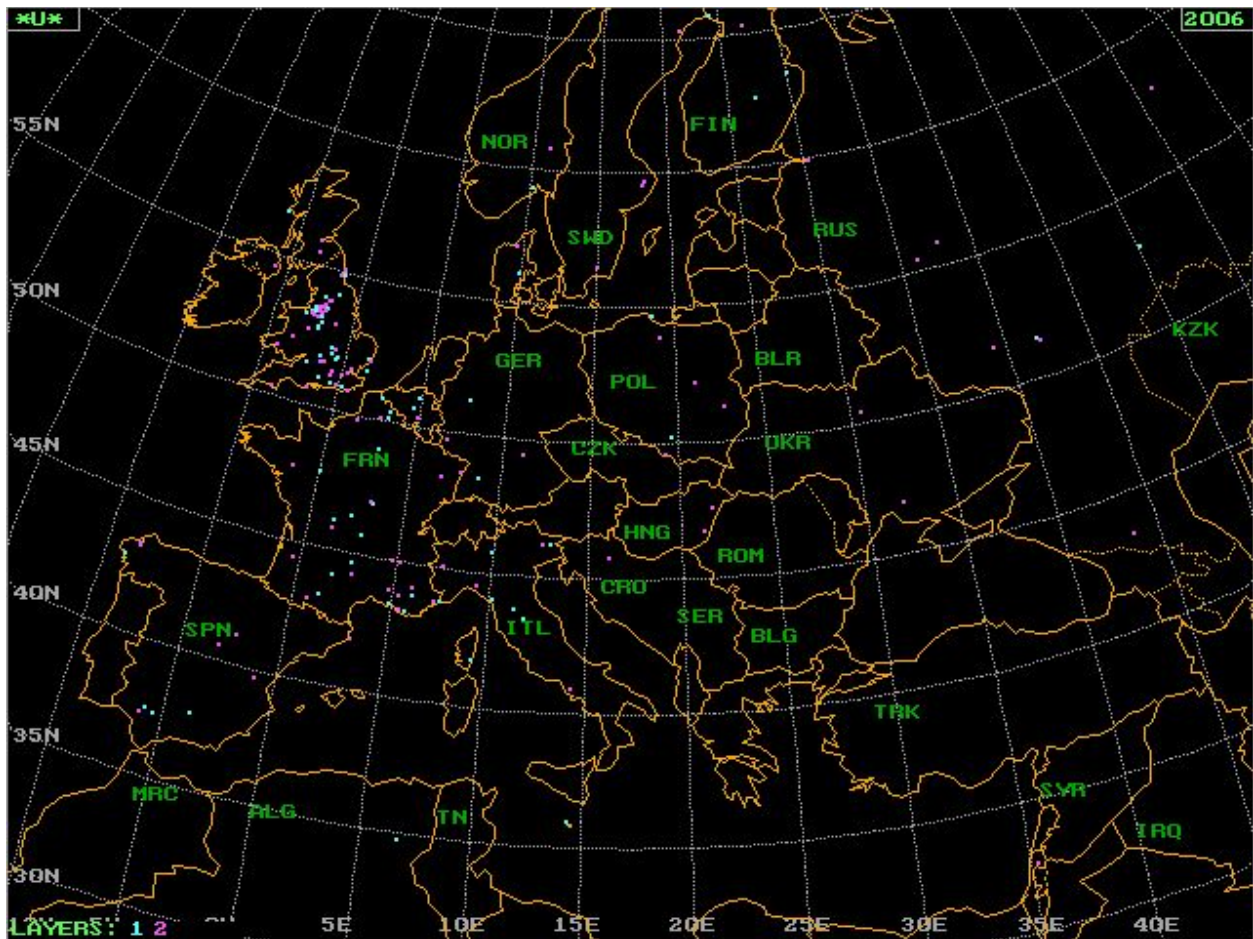 *U* 2006
55N
NOR FIN
SWD RUS
50N
KZK
GER POL BLR
45N
FRN CZK UKR
HNG ROM
40N
CRO
SPN ITL SER BLG
TRK
35N
MRC ALG TN SYR IRQ
30N
5E 10E 15E 20E 25E 30E 35E 40E
LAYERS: 1 2